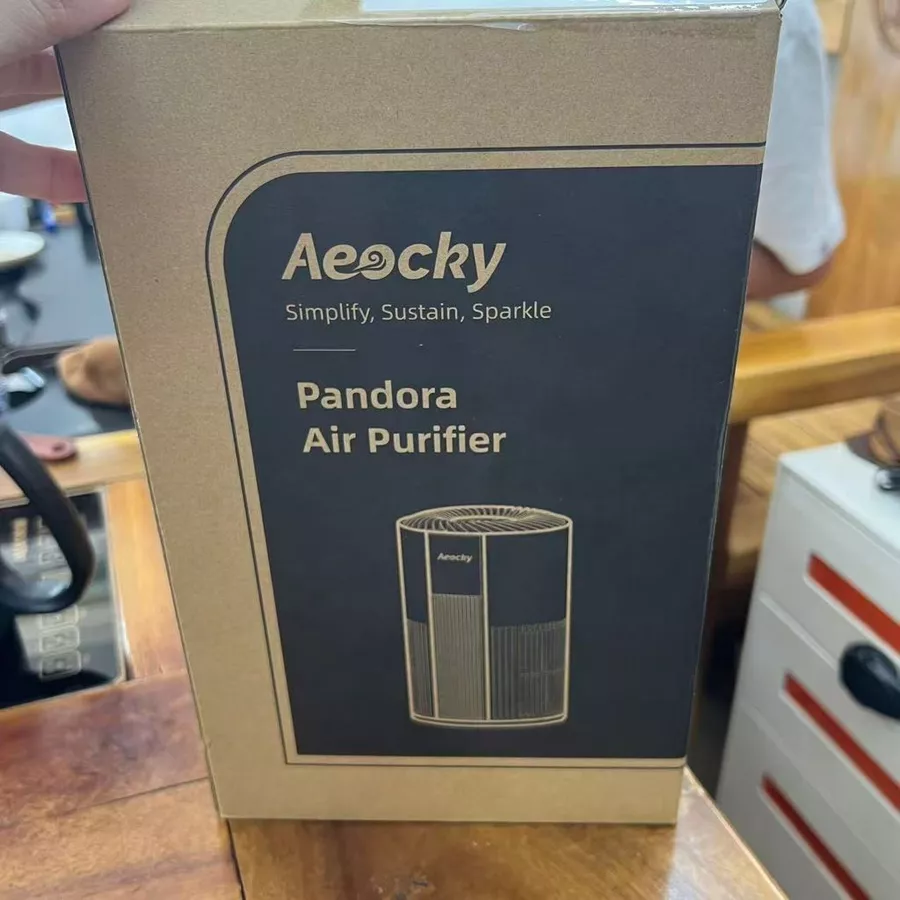 Aeocky
Simplify, Sustain, Sparkle
Pandora
Air Purifier
Aeocky